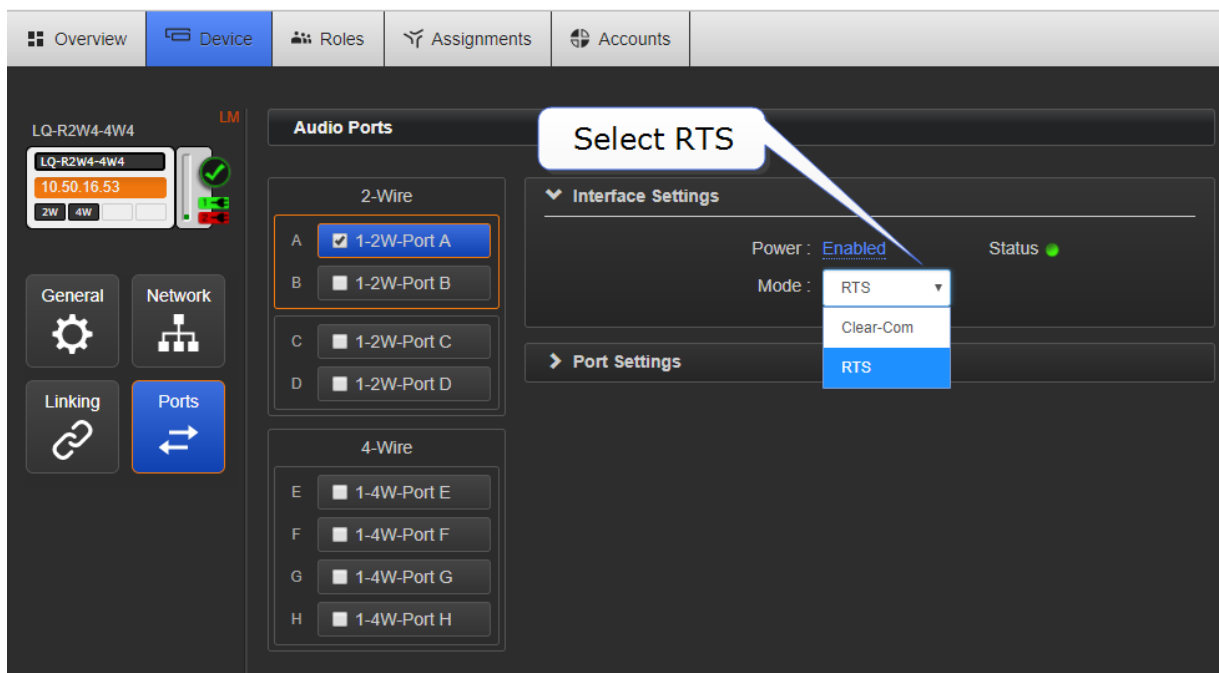 Overview Device Roles Assignments Accounts
LM
LQ-R2W4-4W4
LQ-R2W4-4W4
10.50.16.53
2W 4W
1
2
General Network
Linking Ports
Audio Ports
Select RTS
2-Wire
A 1-2W-Port A
B 1-2W-Port B
C 1-2W-Port C
D 1-2W-Port D
4-Wire
E 1-4W-Port E
F 1-4W-Port F
G 1-4W-Port G
H 1-4W-Port H
Interface Settings
Power : Enabled Status
Mode : RTS
Clear-Com
RTS
Port Settings